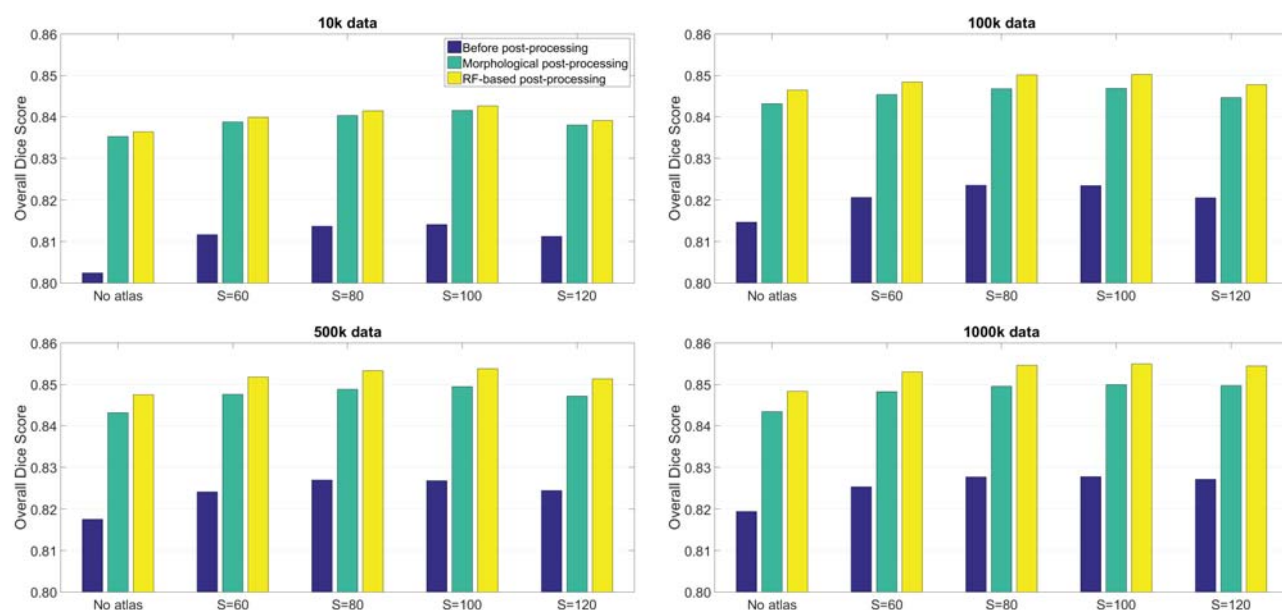 10k data
0.86
0.85
0.84
0.83
0.82
0.81
0.80
Overall Dice Score
Before post-processing
Morphological post-processing
RF-based post-processing
No atlas S=60 S=80 S=100 S=120
100k data
0.86
0.85
0.84
0.83
0.82
0.81
0.80
Overall Dice Score
No atlas S=60 S=80 S=100 S=120
500k data
0.86
0.85
0.84
0.83
0.82
0.81
0.80
Overall Dice Score
No atlas S=60 S=80 S=100 S=120
1000k data
0.86
0.85
0.84
0.83
0.82
0.81
0.80
Overall Dice Score
No atlas S=60 S=80 S=100 S=120